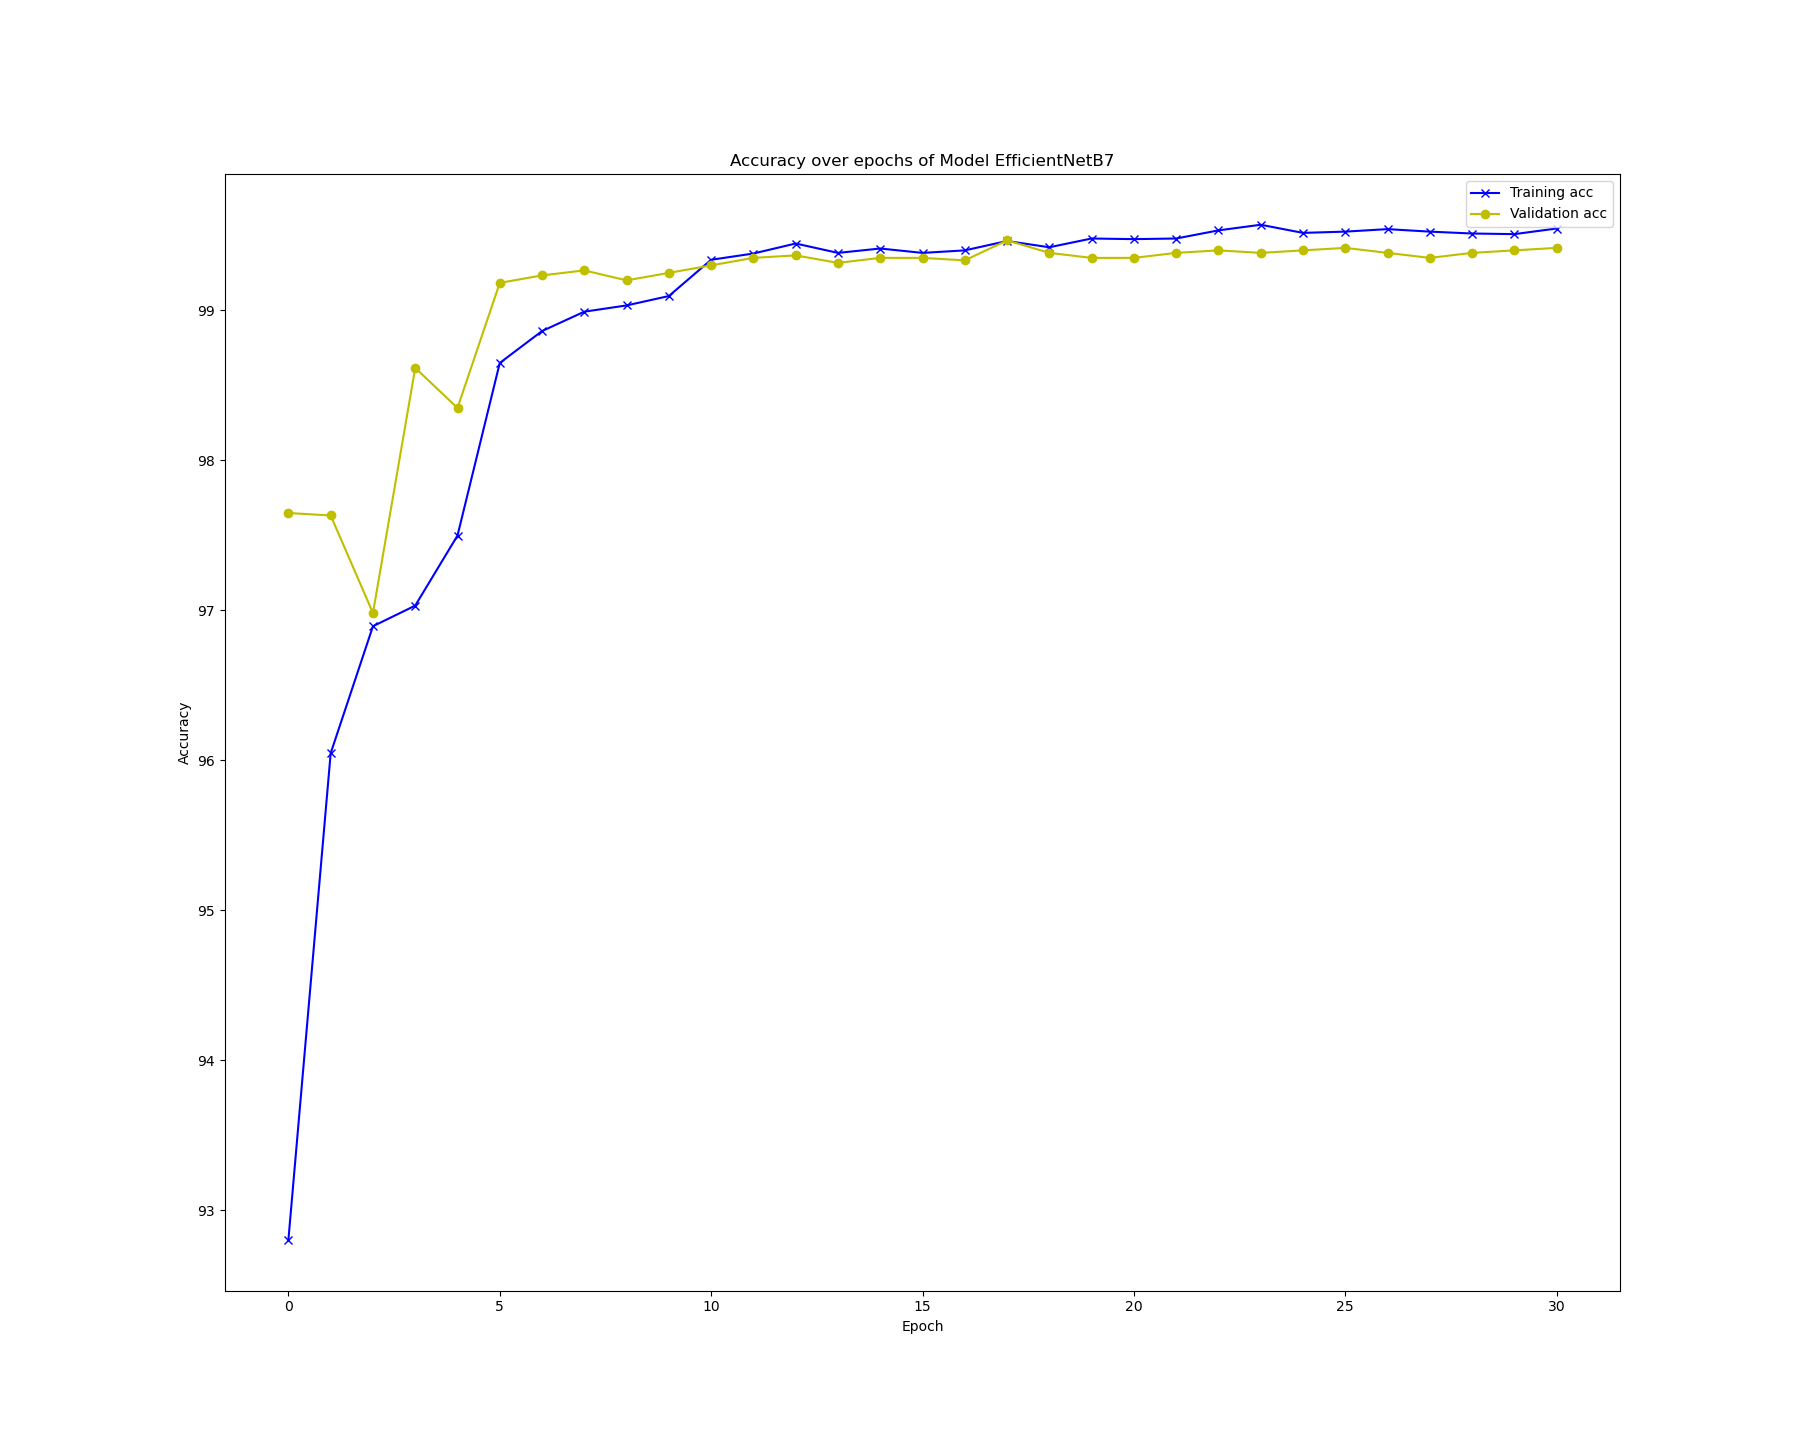 Accuracy over epochs of Model EfficientNetB7
Training acc
Validation acc
99
98
97
96
95
94
93
Accuracy
0 5 10 15 20 25 30
Epoch